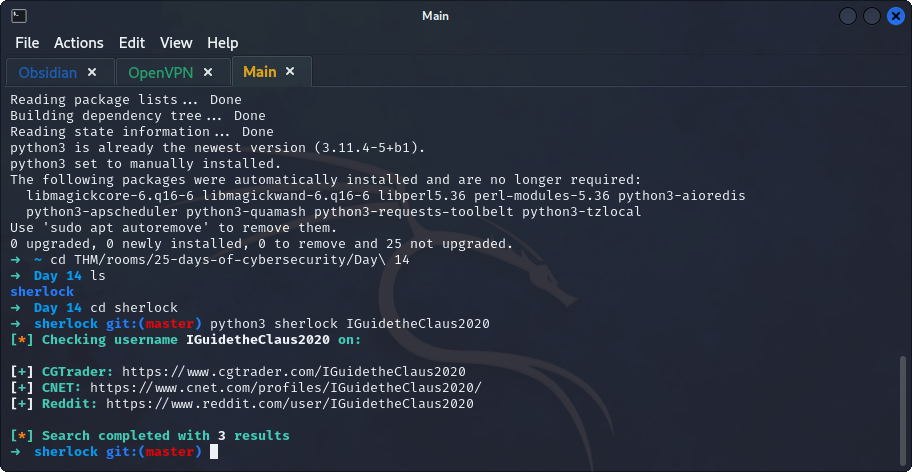 Main
File Actions Edit View Help
Obsidian × OpenVPN × Main ×
Reading package lists... Done
Building dependency tree... Done
Reading state information... Done
python3 is already the newest version (3.11.4-5+b1).
python3 set to manually installed.
The following packages were automatically installed and are no longer required:
  libmagickcore-6.q16-6 libmagickwand-6.q16-6 libperl5.36 perl-modules-5.36 python3-aioredis
  python3-apscheduler python3-quamash python3-requests-toolbelt python3-tzlocal
Use 'sudo apt autoremove' to remove them.
0 upgraded, 0 newly installed, 0 to remove and 25 not upgraded.
→ ~ cd THM/rooms/25-days-of-cybersecurity/Day\ 14
→ Day 14 ls
sherlock
→ Day 14 cd sherlock
→ sherlock git:(master) python3 sherlock IGuidetheClaus2020
[*] Checking username IGuidetheClaus2020 on:
[+] CGTrader: https://www.cgtrader.com/IGuidetheClaus2020
[+] CNET: https://www.cnet.com/profiles/IGuidetheClaus2020/
[+] Reddit: https://www.reddit.com/user/IGuidetheClaus2020
[*] Search completed with 3 results
→ sherlock git:(master)